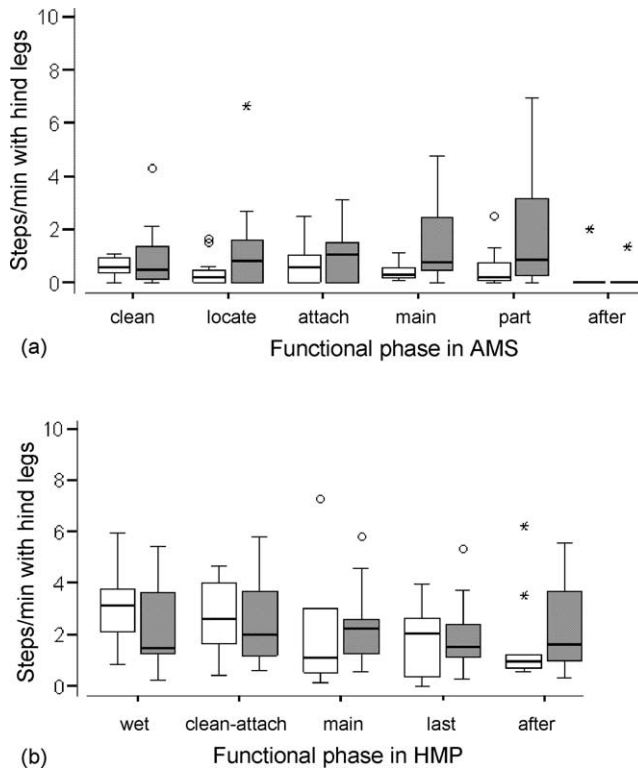 Steps/min with hind legs
10
8
6
4
2
0
* * *
clean locate attach main part after
(a) Functional phase in AMS
Steps/min with hind legs
10
8
6
4
2
0
* *
wet clean-attach main last after
(b) Functional phase in HMP